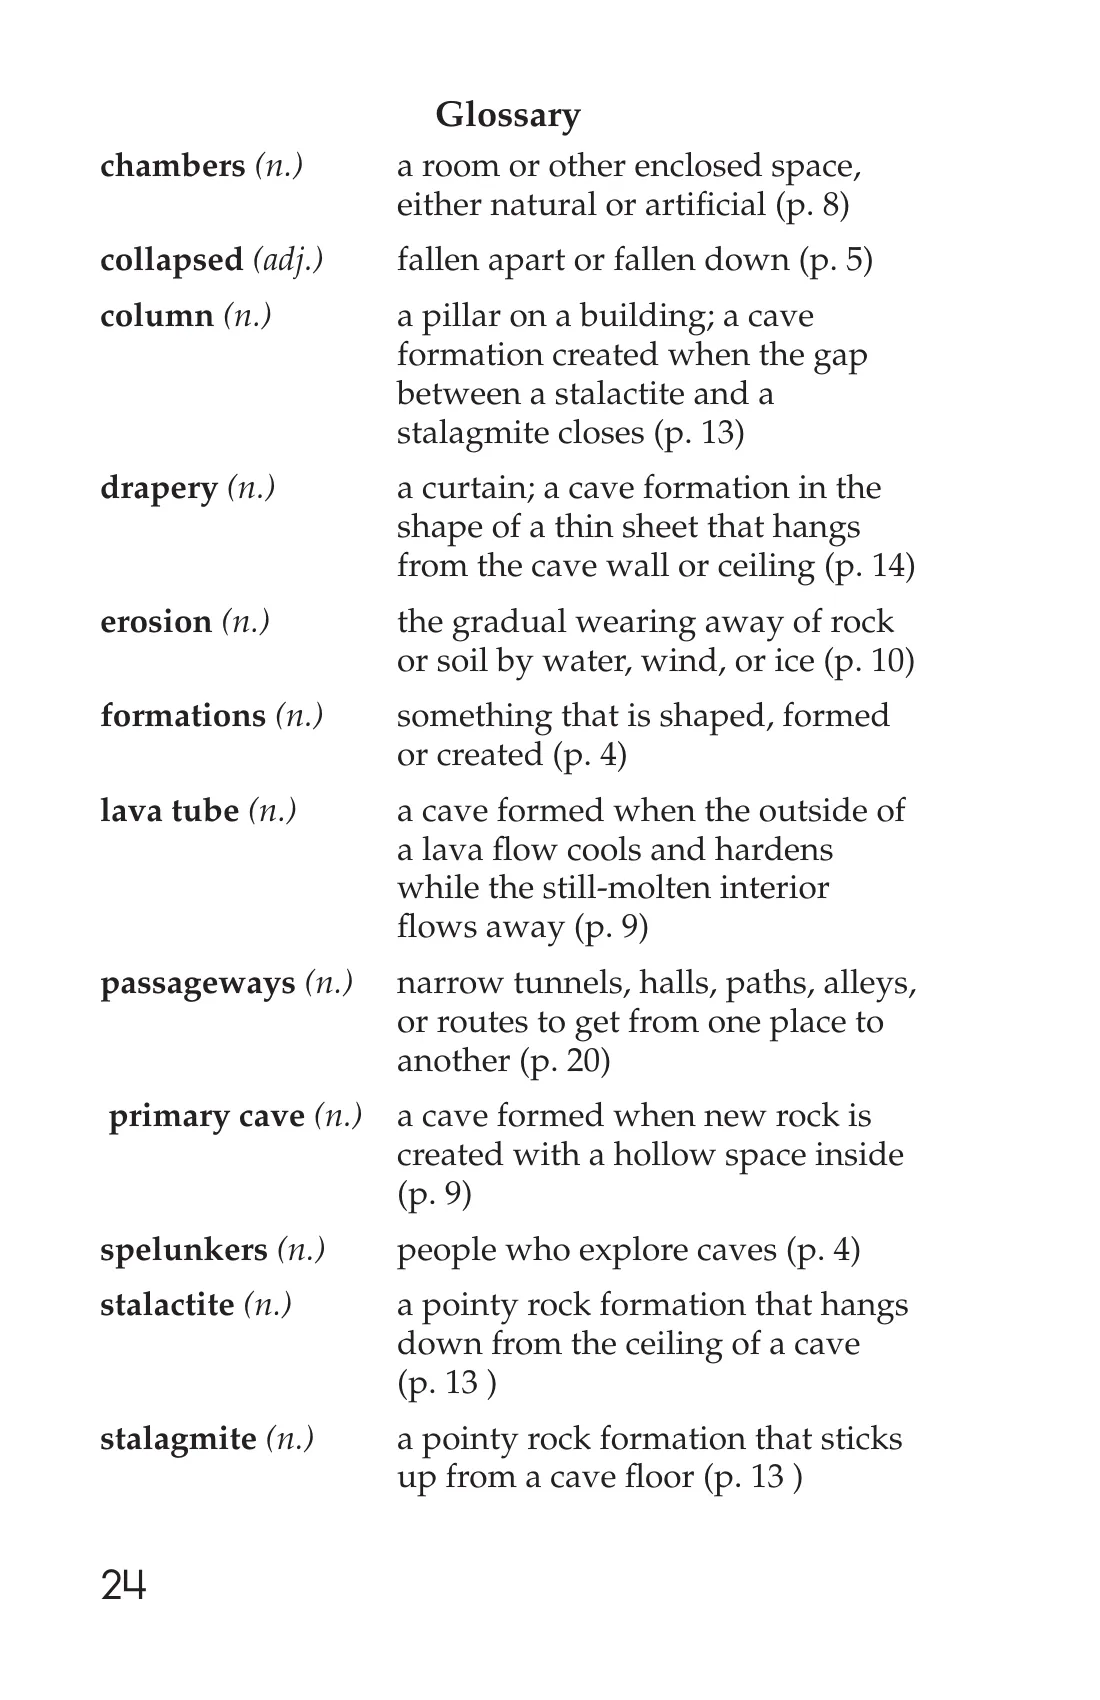 Glossary
chambers (n.) a room or other enclosed space,
either natural or artificial (p. 8)
collapsed (adj.) fallen apart or fallen down (p. 5)
column (n.) a pillar on a building; a cave
formation created when the gap
between a stalactite and a
stalagmite closes (p. 13)
drapery (n.) a curtain; a cave formation in the
shape of a thin sheet that hangs
from the cave wall or ceiling (p. 14)
erosion (n.) the gradual wearing away of rock
or soil by water, wind, or ice (p. 10)
formations (n.) something that is shaped, formed
or created (p. 4)
lava tube (n.) a cave formed when the outside of
a lava flow cools and hardens
while the still-molten interior
flows away (p. 9)
passageways (n.) narrow tunnels, halls, paths, alleys,
or routes to get from one place to
another (p. 20)
primary cave (n.) a cave formed when new rock is
created with a hollow space inside
(p. 9)
spelunkers (n.) people who explore caves (p. 4)
stalactite (n.) a pointy rock formation that hangs
down from the ceiling of a cave
(p. 13 )
stalagmite (n.) a pointy rock formation that sticks
up from a cave floor (p. 13 )
24